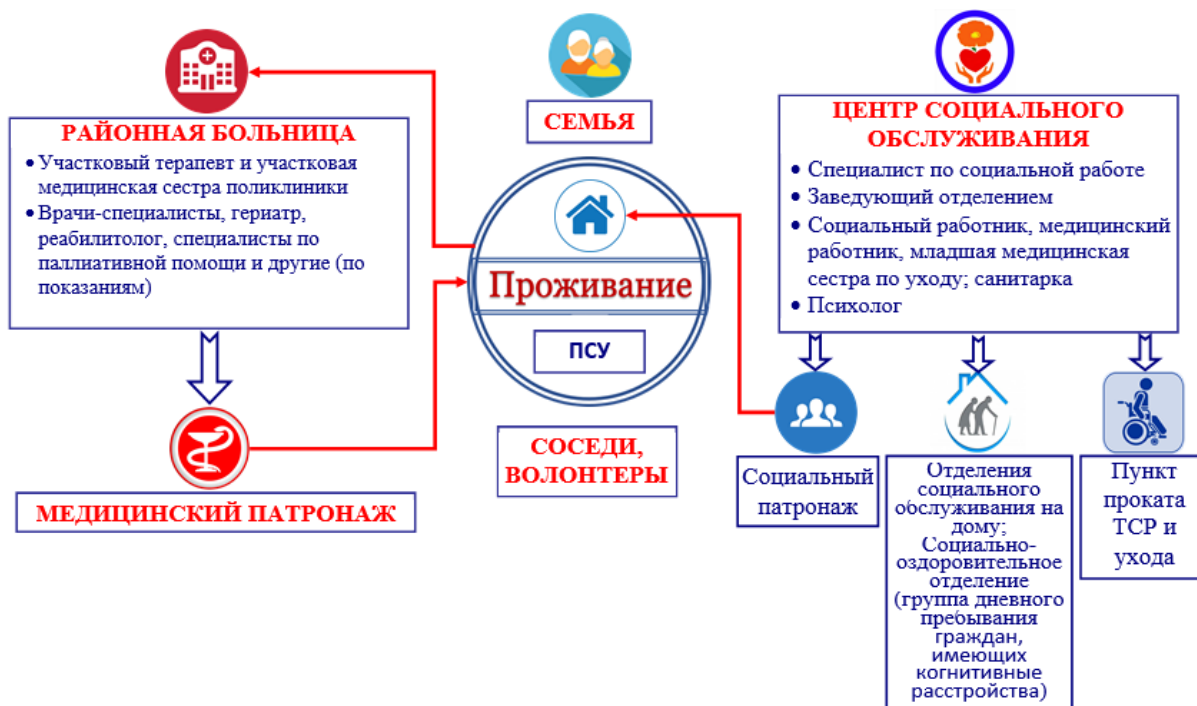 РАЙОННАЯ БОЛЬНИЦА
• Участковый терапевт и участковая
медицинская сестра поликлиники
• Врачи-специалисты, гериатр,
реабилитолог, специалисты по
паллиативной помощи и другие (по
показаниям)
МЕДИЦИНСКИЙ ПАТРОНАЖ
СЕМЬЯ
Проживание
ПСУ
СОСЕДИ,
ВОЛОНТЕРЫ
ЦЕНТР СОЦИАЛЬНОГО
ОБСЛУЖИВАНИЯ
• Специалист по социальной работе
• Заведующий отделением
• Социальный работник, медицинский
работник, младшая медицинская
сестра по уходу; санитарка
• Психолог
Социальный
патронаж
Отделения
социального
обслуживания на
дому;
Социально-
оздоровительное
отделение
(группа дневного
пребывания
граждан,
имеющих
когнитивные
расстройства)
Пункт
проката
ТСР и
ухода